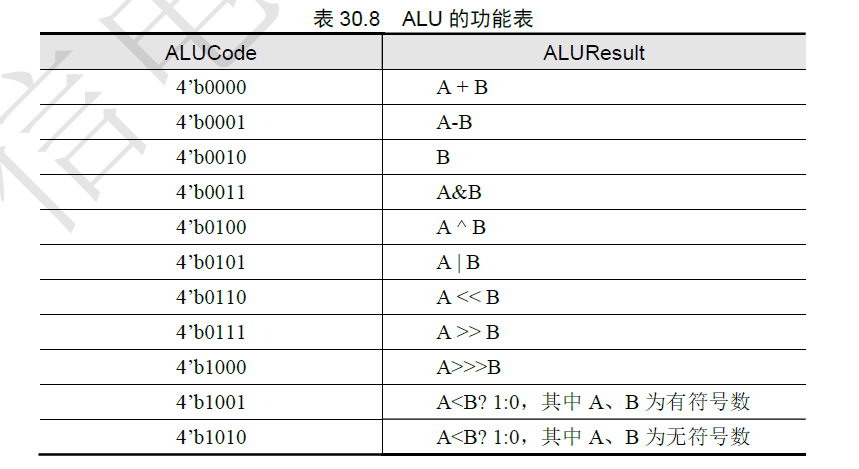 表 30.8 ALU 的功能表
ALUCode ALUResult
4’b0000 A + B
4’b0001 A-B
4’b0010 B
4’b0011 A&B
4’b0100 A ^ B
4’b0101 A | B
4’b0110 A << B
4’b0111 A >> B
4’b1000 A>>>B
4’b1001 A<B? 1:0，其中 A、B 为有符号数
4’b1010 A<B? 1:0，其中 A、B 为无符号数
信电